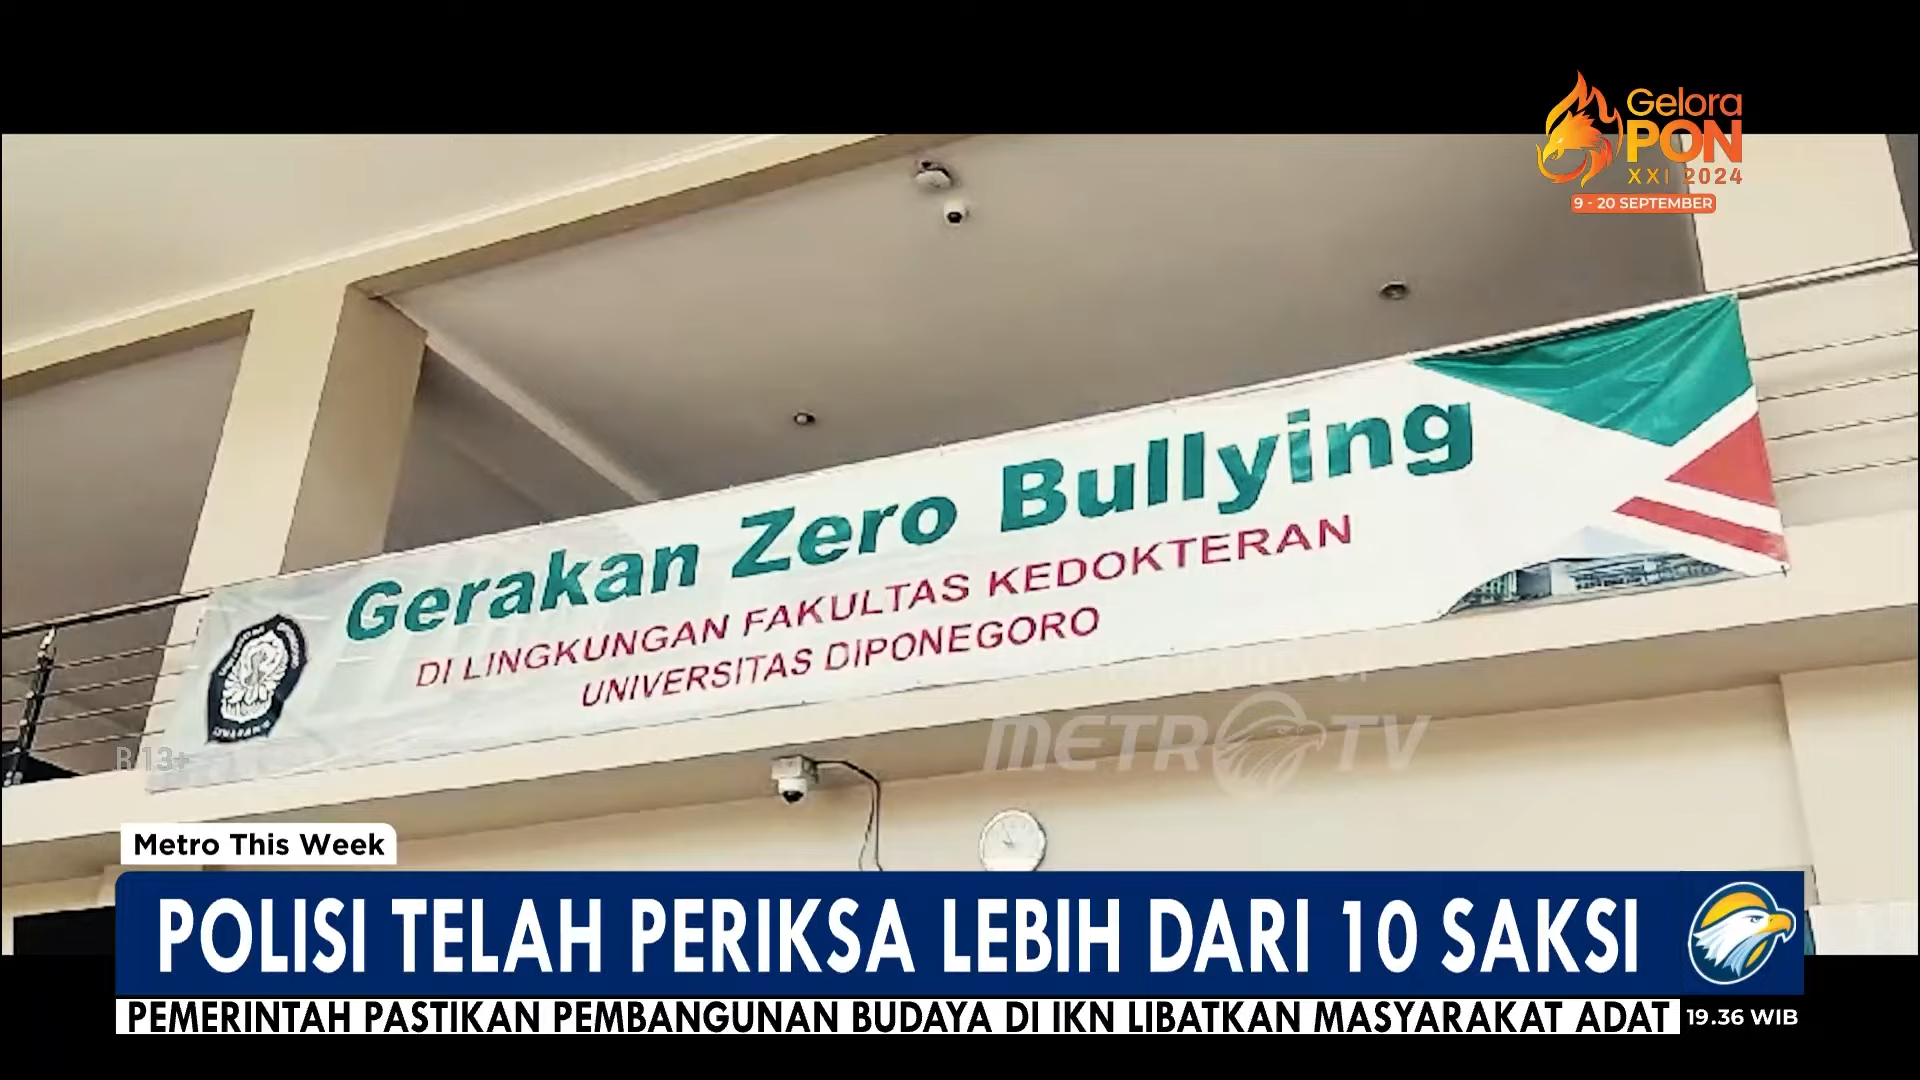 Gelora
PON
XXI 2024
9 - 20 SEPTEMBER
Gerakan Zero Bullying
DI LINGKUNGAN FAKULTAS KEDOKTERAN
UNIVERSITAS DIPONEGORO
METRO TV
R 13+
Metro This Week
POLISI TELAH PERIKSA LEBIH DARI 10 SAKSI
PEMERINTAH PASTIKAN PEMBANGUNAN BUDAYA DI IKN LIBATKAN MASYARAKAT ADAT
19.36 WIB